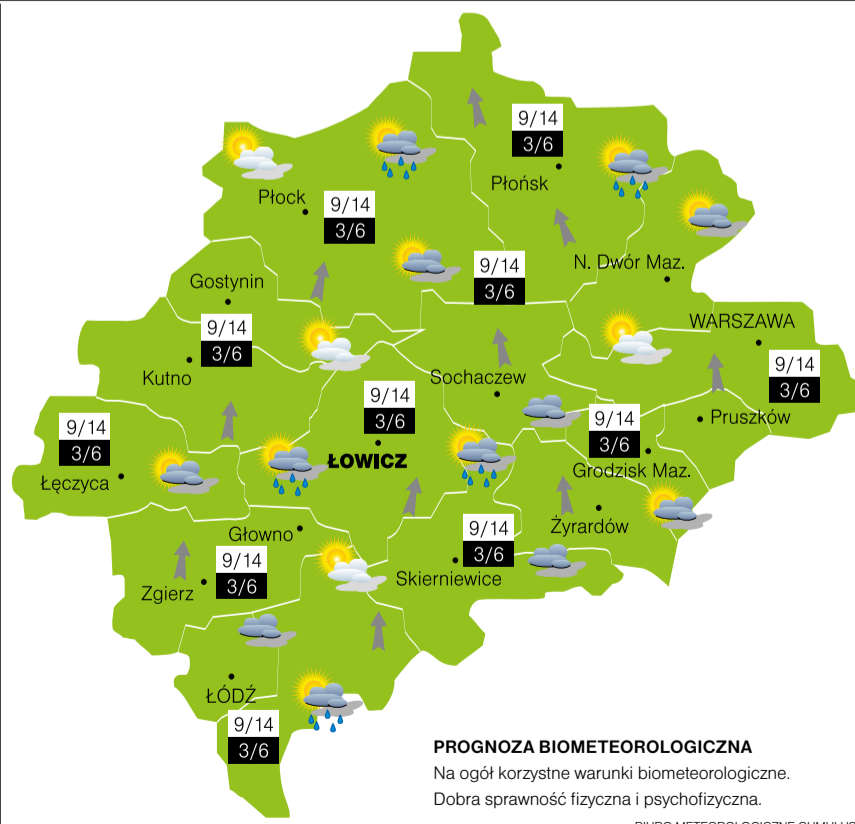 9/14
3/6
Płońsk
Płock
9/14
3/6
N. Dwór Maz.
9/14
3/6
Gostynin
WARSZAWA
9/14
3/6
Kutno
9/14
3/6
Sochaczew
9/14
3/6
Pruszków
9/14
3/6
Grodzisk Maz.
ŁOWICZ
9/14
3/6
Łęczyca
Żyrardów
Głowno
9/14
3/6
Skierniewice
9/14
3/6
Zgierz
ŁÓDŹ
9/14
3/6
PROGNOZA BIOMETEOROLOGICZNA
Na ogół korzystne warunki biometeorologiczne.
Dobra sprawność fizyczna i psychofizyczna.
BIURO METEOROLOGICZNE CUMULUS